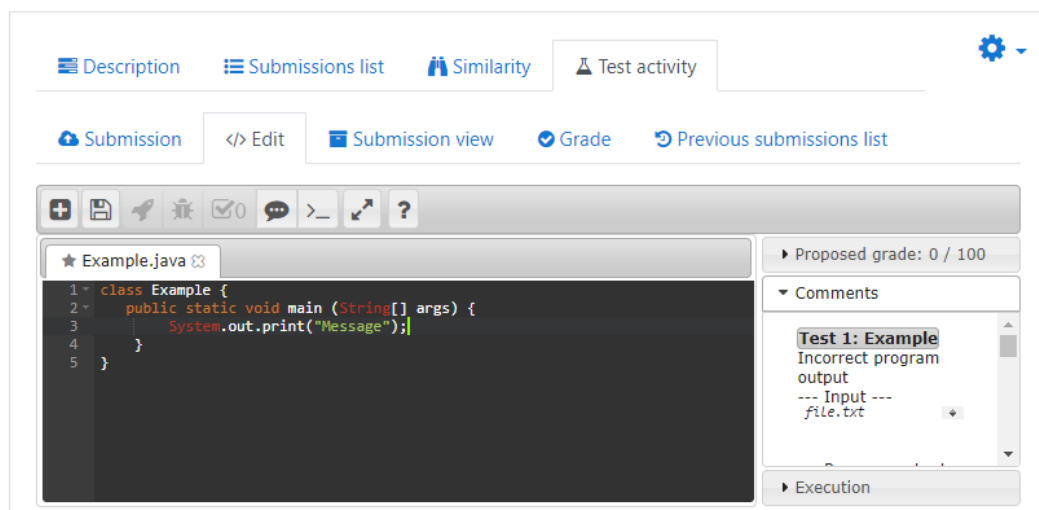 Description Submissions list Similarity Test activity
Submission </> Edit Submission view Grade Previous submissions list
0 >_ ?
Example.java
1 class Example {
2 public static void main (String[] args) {
3 System.out.print("Message");
4 }
5 }
Proposed grade: 0 / 100
Comments
Test 1: Example
Incorrect program
output
--- Input ---
file.txt
Execution